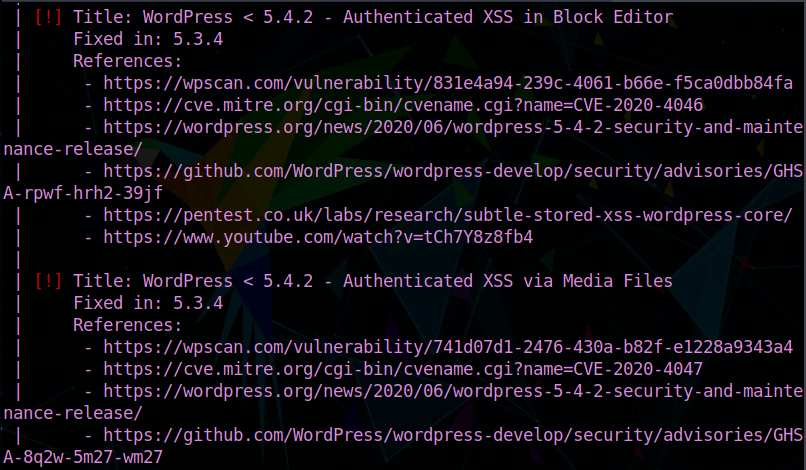 | [!] Title: WordPress < 5.4.2 - Authenticated XSS in Block Editor
|     Fixed in: 5.3.4
|     References:
|      - https://wpscan.com/vulnerability/831e4a94-239c-4061-b66e-f5ca0dbb84fa
|      - https://cve.mitre.org/cgi-bin/cvename.cgi?name=CVE-2020-4046
|      - https://wordpress.org/news/2020/06/wordpress-5-4-2-security-and-mainte
nance-release/
|      - https://github.com/WordPress/wordpress-develop/security/advisories/GHS
A-rpwf-hrh2-39jf
|      - https://pentest.co.uk/labs/research/subtle-stored-xss-wordpress-core/
|      - https://www.youtube.com/watch?v=tCh7Y8z8fb4
|
| [!] Title: WordPress < 5.4.2 - Authenticated XSS via Media Files
|     Fixed in: 5.3.4
|     References:
|      - https://wpscan.com/vulnerability/741d07d1-2476-430a-b82f-e1228a9343a4
|      - https://cve.mitre.org/cgi-bin/cvename.cgi?name=CVE-2020-4047
|      - https://wordpress.org/news/2020/06/wordpress-5-4-2-security-and-mainte
nance-release/
|      - https://github.com/WordPress/wordpress-develop/security/advisories/GHS
A-8q2w-5m27-wm27